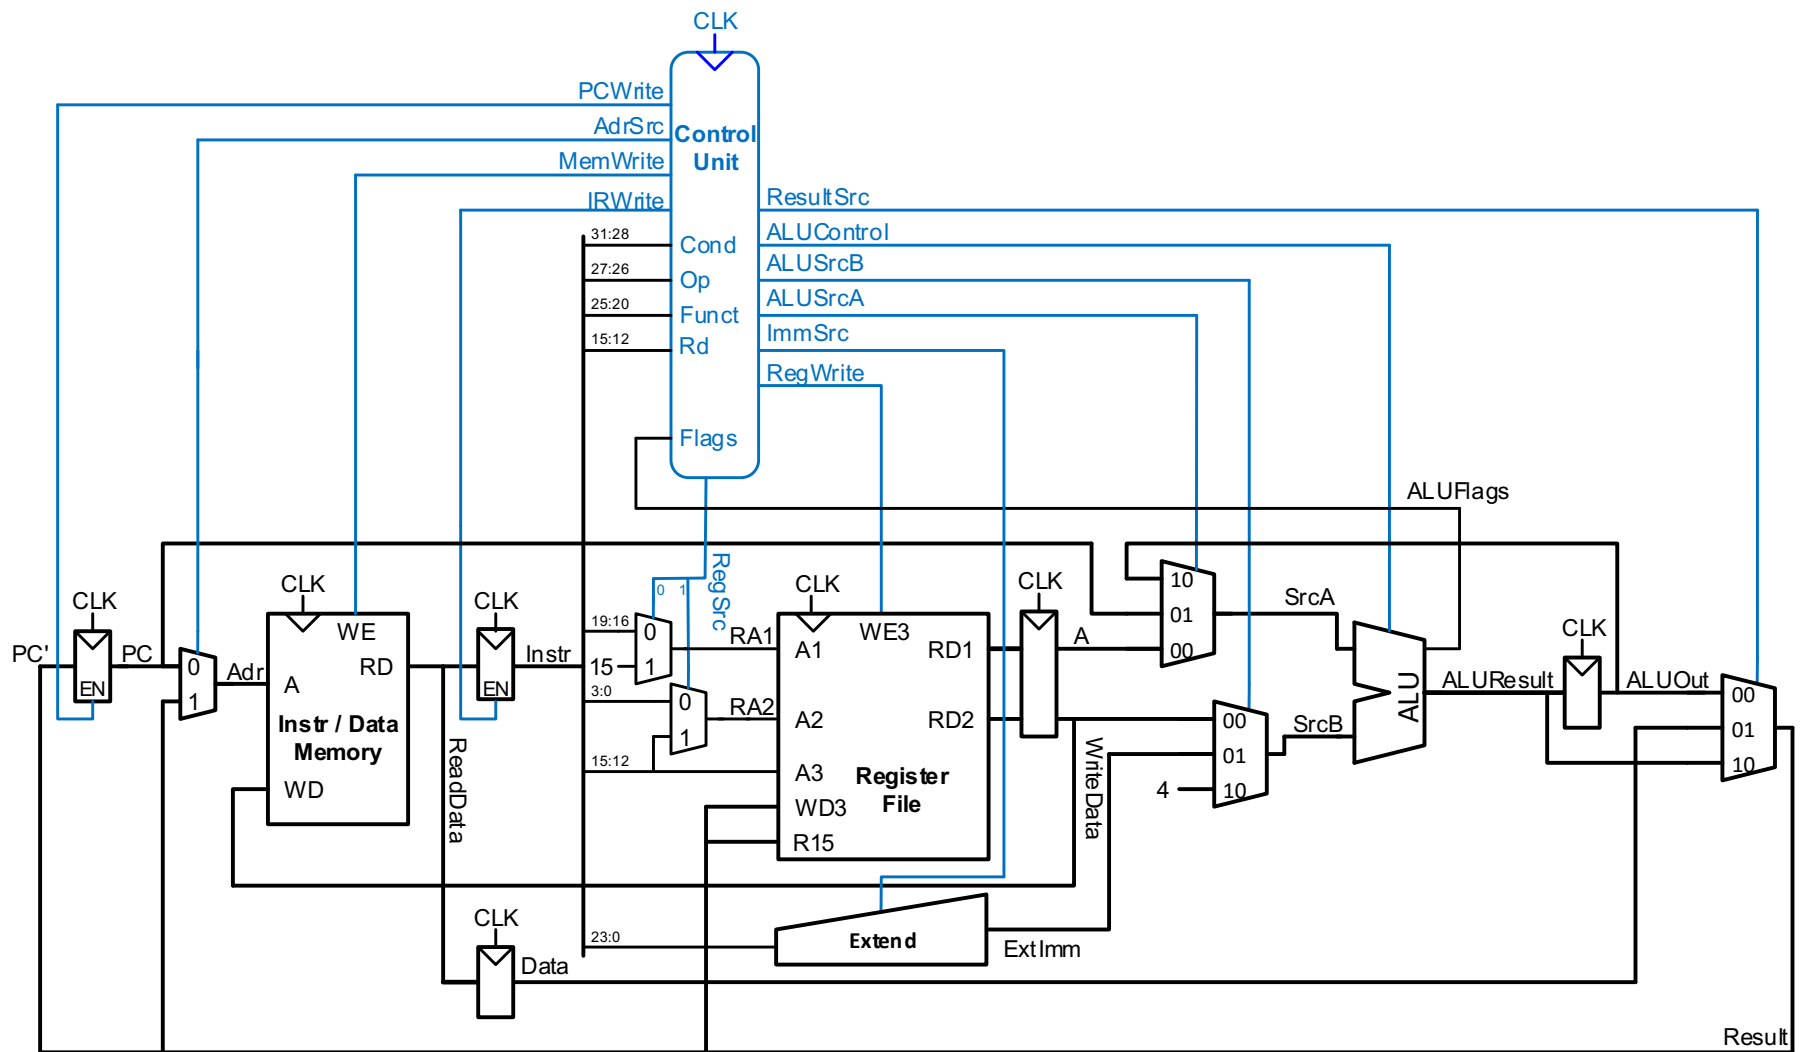 CLK
PCWrite
AdrSrc
MemWrite
IRWrite
Control
Unit
ResultSrc
ALUControl
ALUSrcB
ALUSrcA
ImmSrc
RegWrite
31:28
Cond
27:26
Op
25:20
Funct
15:12
Rd
Flags
ALUFlags
RegSrc
0 1
CLK
PC'
EN
PC
0
1
Adr
CLK
WE
RD
A
Instr / Data
Memory
WD
ReadData
CLK
EN
Instr
19:16
15
0
1
RA1
3:0
0
1
RA2
15:12
CLK
WE3
A1
RD1
A2
RD2
A3
Register
File
WD3
R15
CLK
A
WriteData
10
01
00
SrcA
00
01
10
4
SrcB
ALU
ALUResult
CLK
ALUOut
00
01
10
23:0
Extend
ExtImm
CLK
Data
Result